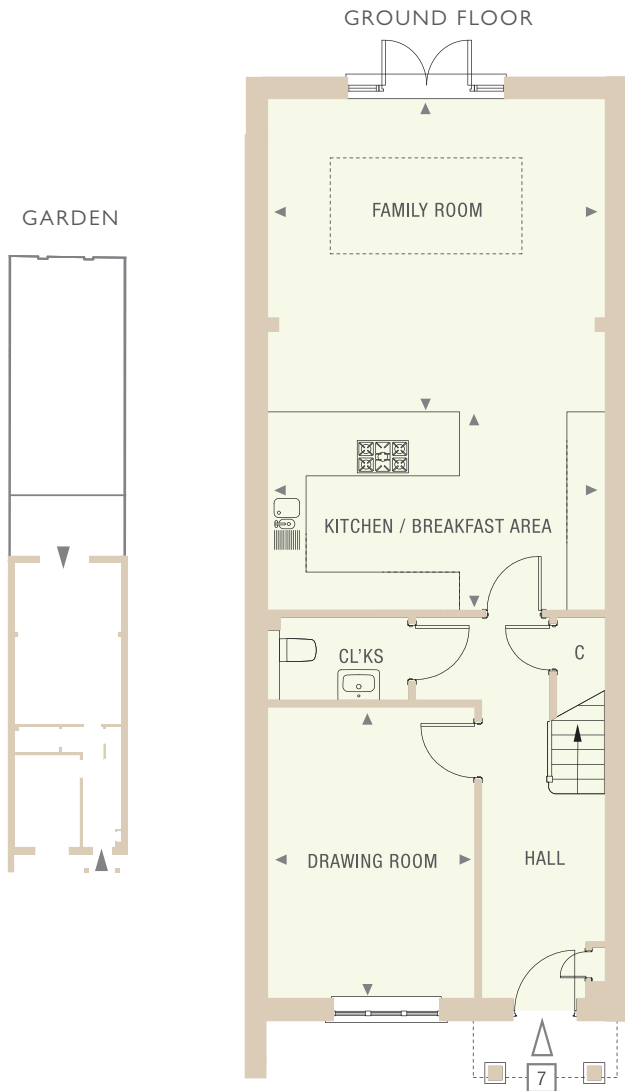 GROUND FLOOR
GARDEN
FAMILY ROOM
KITCHEN / BREAKFAST AREA
CL'KS
C
DRAWING ROOM
HALL
7